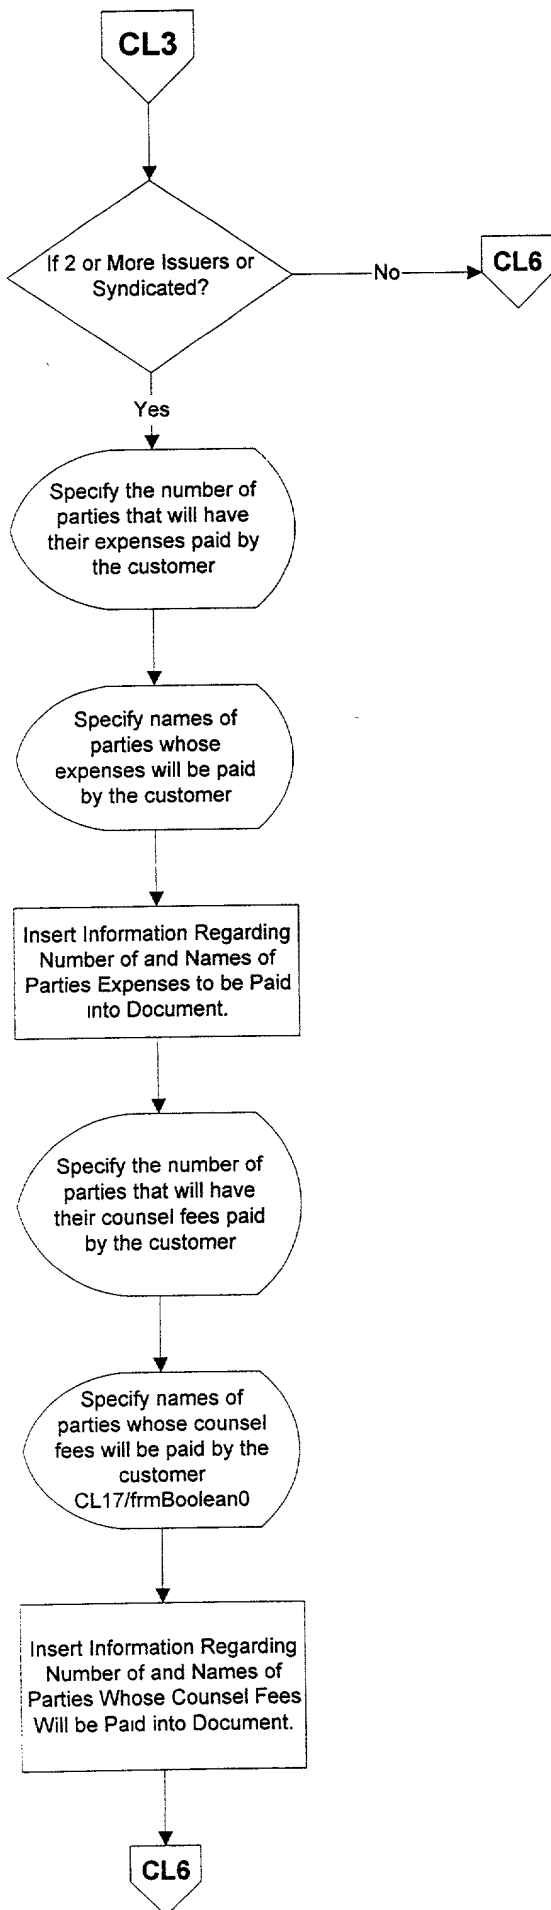 CL3
If 2 or More Issuers or
Syndicated?
No
CL6
Yes
Specify the number of
parties that will have
their expenses paid by
the customer
Specify names of
parties whose
expenses will be paid
by the customer
Insert Information Regarding
Number of and Names of
Parties Expenses to be Paid
into Document.
Specify the number of
parties that will have
their counsel fees paid
by the customer
Specify names of
parties whose counsel
fees will be paid by the
customer
CL17/frmBoolean0
Insert Information Regarding
Number of and Names of
Parties Whose Counsel Fees
Will be Paid into Document.
CL6